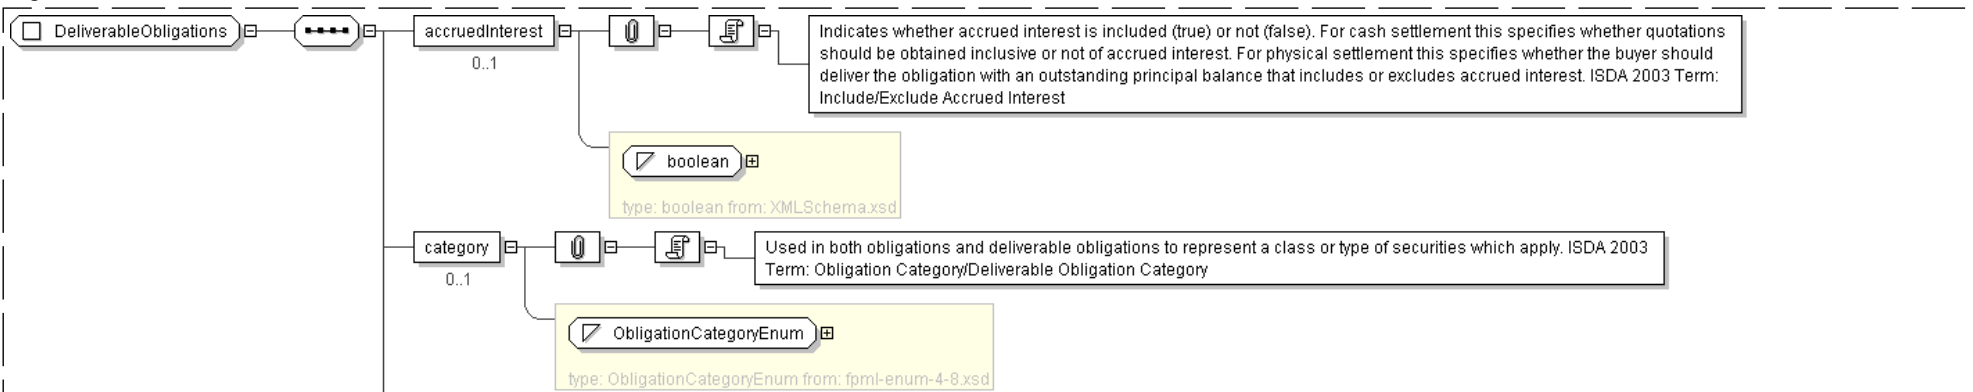 DeliverableObligations
accruedInterest
0..1
Indicates whether accrued interest is included (true) or not (false). For cash settlement this specifies whether quotations
should be obtained inclusive or not of accrued interest. For physical settlement this specifies whether the buyer should
deliver the obligation with an outstanding principal balance that includes or excludes accrued interest. ISDA 2003 Term:
Include/Exclude Accrued Interest
boolean
type: boolean from: XMLSchema.xsd
category
0..1
Used in both obligations and deliverable obligations to represent a class or type of securities which apply. ISDA 2003
Term: Obligation Category/Deliverable Obligation Category
ObligationCategoryEnum
type: ObligationCategoryEnum from: fpml-enum-4-8.xsd